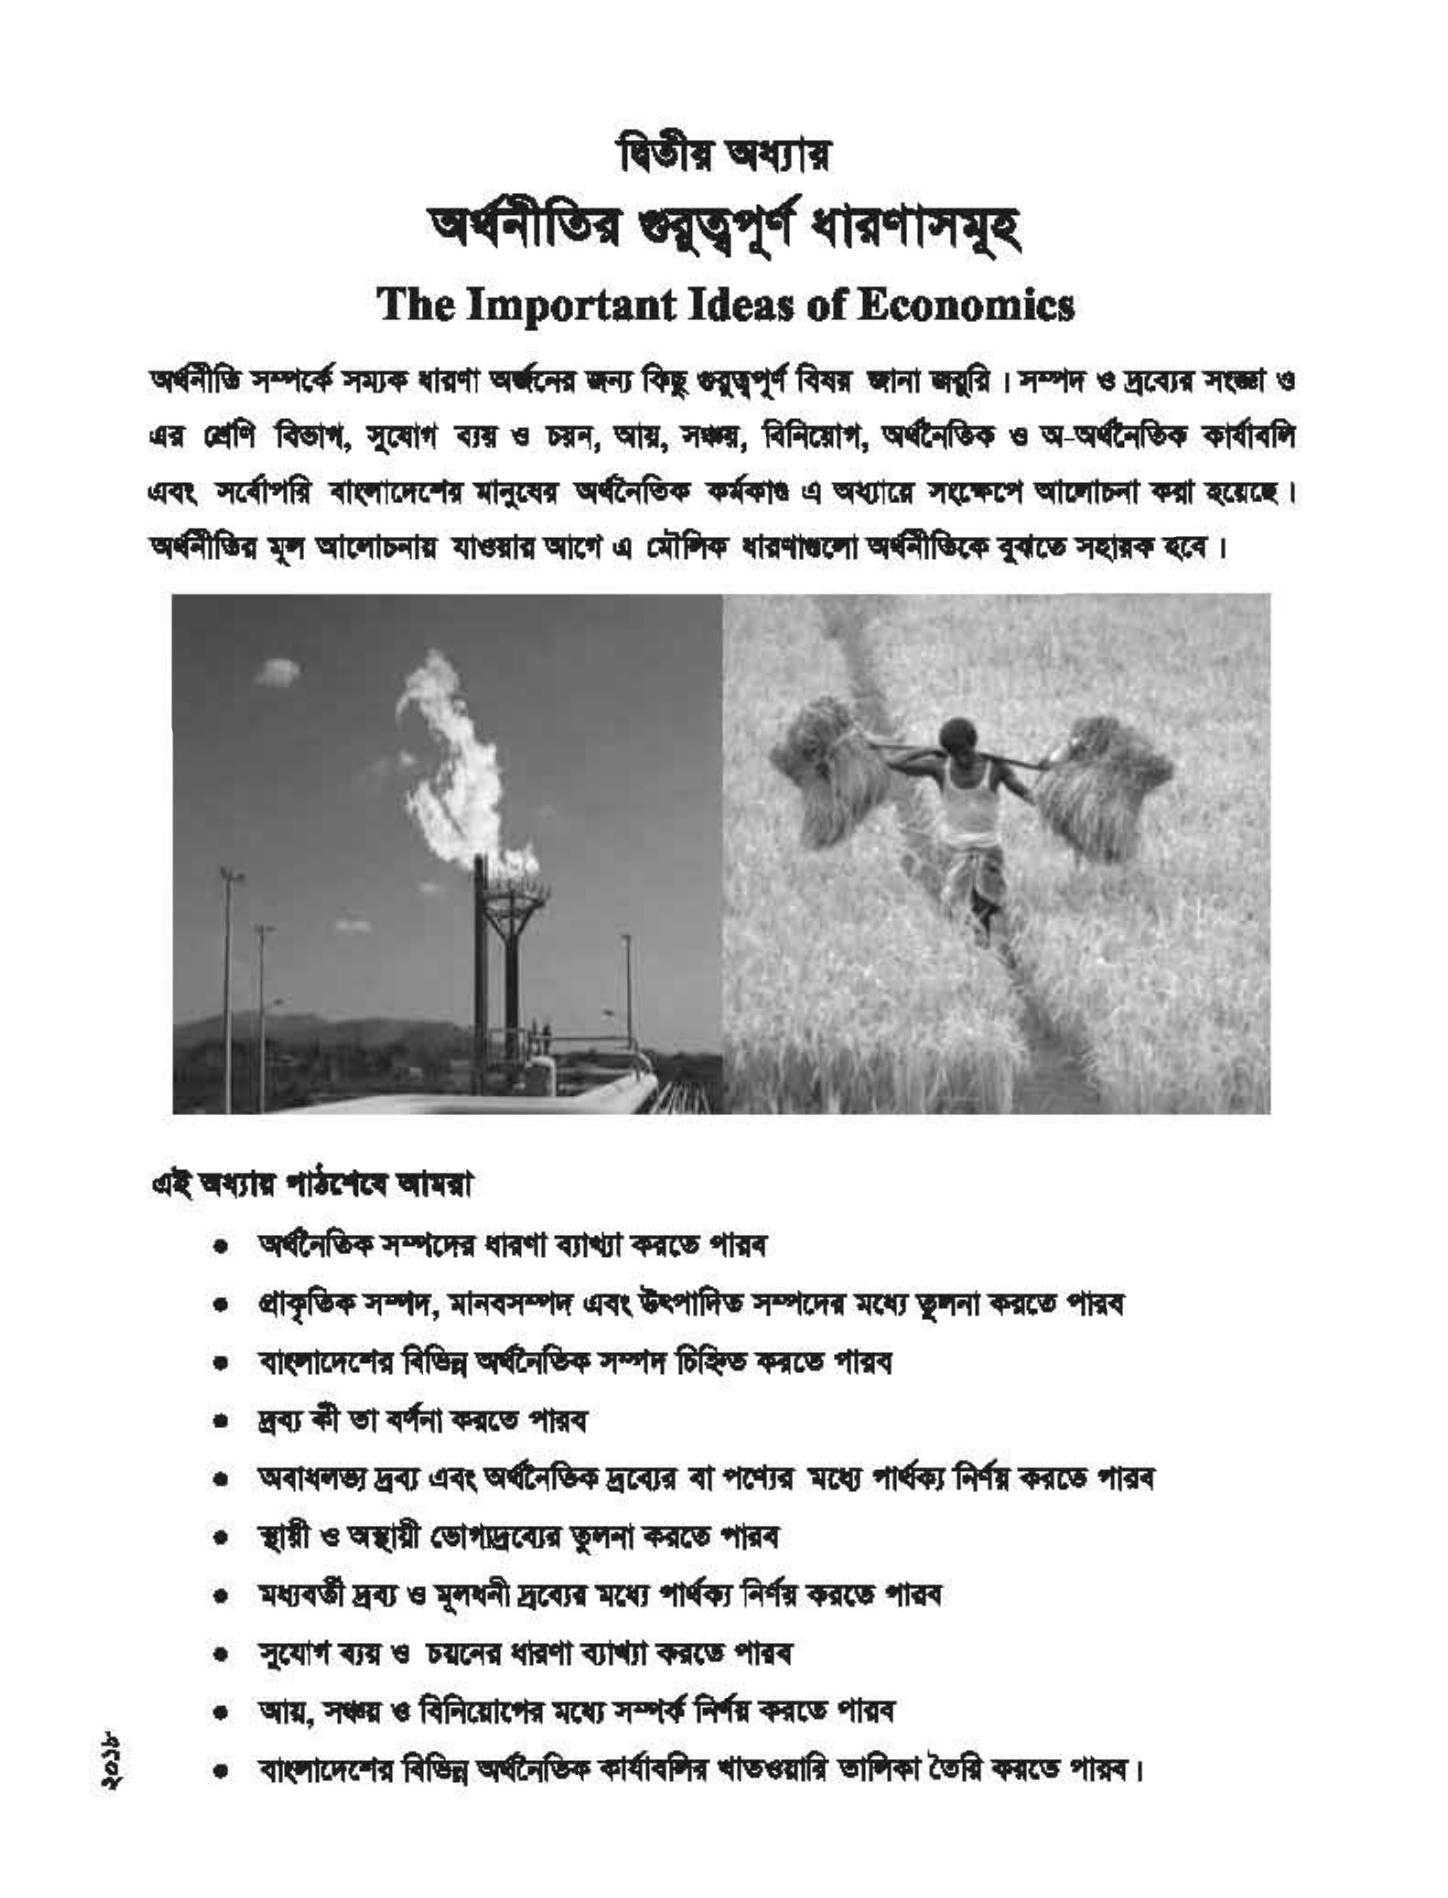 দ্বিতীয় অধ্যায়
অর্থনীতির গুরুত্বপূর্ণ ধারণাসমূহ
The Important Ideas of Economics
অর্থনীতি সম্পর্কে সম্যক ধারণা অর্জনের জন্য কিছু গুরুত্বপূর্ণ বিষয় জানা জরুরি। সম্পদ ও দ্রব্যের সংজ্ঞা ও
এর শ্রেণি বিভাগ, সুযোগ ব্যয় ও চয়ন, আয়, সঞ্চয়, বিনিয়োগ, অর্থনৈতিক ও অ-অর্থনৈতিক কার্যাবলি
এবং সর্বোপরি বাংলাদেশের মানুষের অর্থনৈতিক কর্মকাণ্ড এ অধ্যায়ে সংক্ষেপে আলোচনা করা হয়েছে।
অর্থনীতির মূল আলোচনায় যাওয়ার আগে এ মৌলিক ধারণাগুলো অর্থনীতিকে বুঝতে সহায়ক হবে।
এই অধ্যায় পাঠশেষে আমরা
● অর্থনৈতিক সম্পদের ধারণা ব্যাখ্যা করতে পারব
● প্রাকৃতিক সম্পদ, মানবসম্পদ এবং উৎপাদিত সম্পদের মধ্যে তুলনা করতে পারব
● বাংলাদেশের বিভিন্ন অর্থনৈতিক সম্পদ চিহ্নিত করতে পারব
● দ্রব্য কী তা বর্ণনা করতে পারব
● অবাধলভ্য দ্রব্য এবং অর্থনৈতিক দ্রব্যের বা পণ্যের মধ্যে পার্থক্য নির্ণয় করতে পারব
● স্থায়ী ও অস্থায়ী ভোগ্যদ্রব্যের তুলনা করতে পারব
● মধ্যবর্তী দ্রব্য ও মূলধনী দ্রব্যের মধ্যে পার্থক্য নির্ণয় করতে পারব
● সুযোগ ব্যয় ও চয়নের ধারণা ব্যাখ্যা করতে পারব
● আয়, সঞ্চয় ও বিনিয়োগের মধ্যে সম্পর্ক নির্ণয় করতে পারব
● বাংলাদেশের বিভিন্ন অর্থনৈতিক কার্যাবলির খাতওয়ারি তালিকা তৈরি করতে পারব।
২০১৮